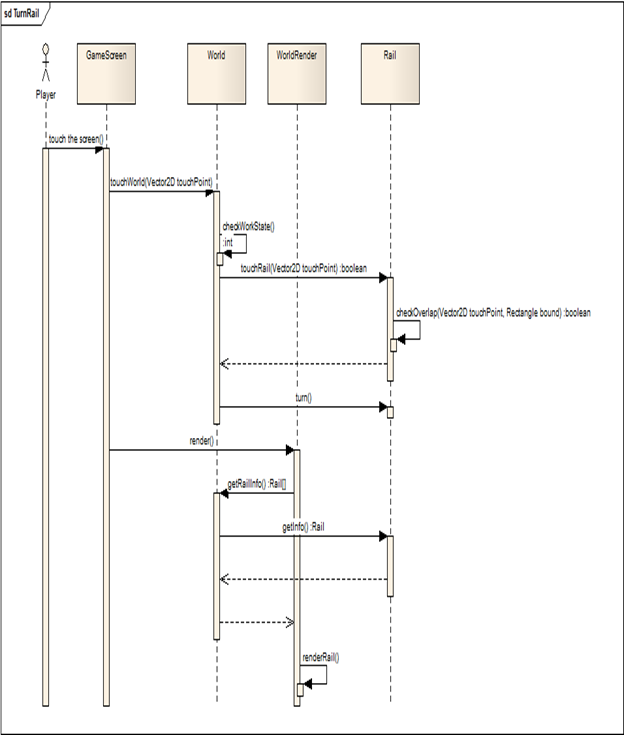 sd TurnRail
GameScreen
World
WorldRender
Rail
Player
touch the screen()
touchWorld(Vector2D touchPoint)
checkWorkState()
:int
touchRail(Vector2D touchPoint) :boolean
checkOverlap(Vector2D touchPoint, Rectangle bound) :boolean
turn()
render()
getRailInfo() :Rail[]
getInfo() :Rail
renderRail()